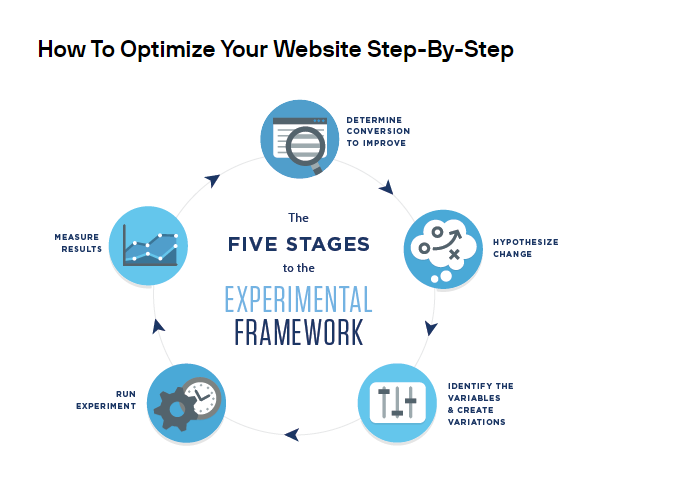 How To Optimize Your Website Step-By-Step
DETERMINE
CONVERSION
TO IMPROVE
HYPOTHESIZE
CHANGE
IDENTIFY THE
VARIABLES
& CREATE
VARIATIONS
RUN
EXPERIMENT
MEASURE
RESULTS
The
FIVE STAGES
to the
EXPERIMENTAL
FRAMEWORK